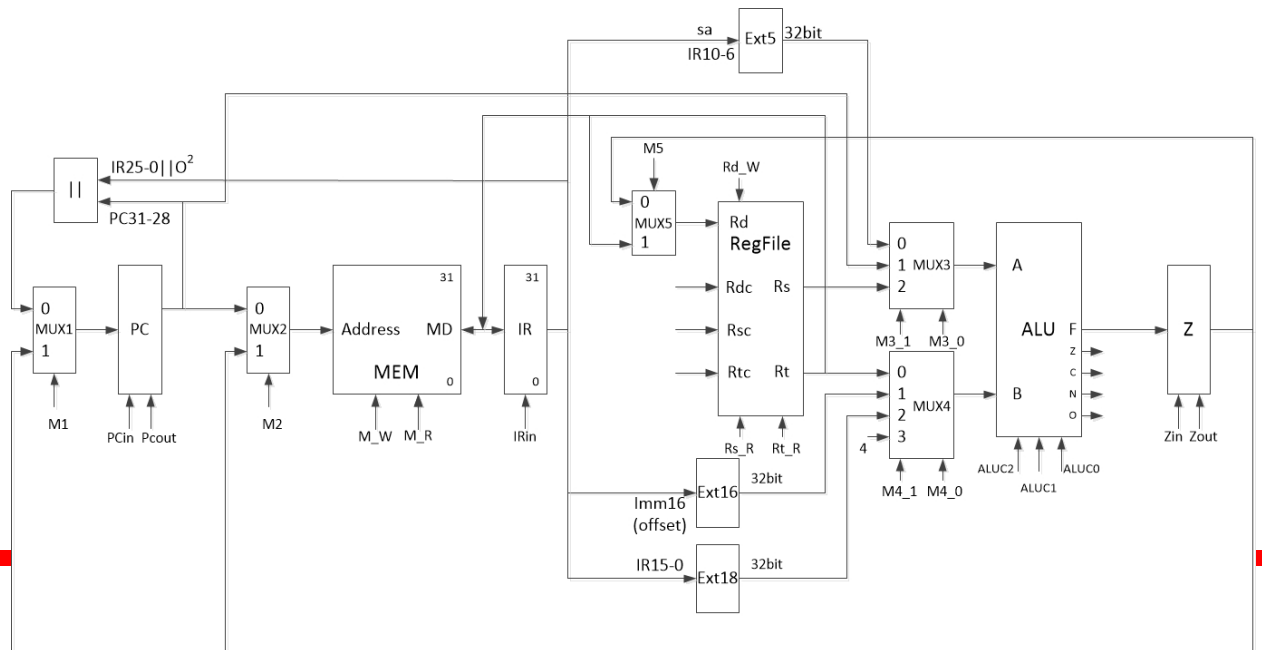 sa
IR10-6
Ext5
32bit
IR25-0||O²
||
PC31-28
M5
Rd_W
0
MUX5
1
Rd
RegFile
Rdc
Rs
Rsc
Rtc
Rt
Rs_R
Rt_R
0
MUX1
1
M1
PC
PCin
Pcout
0
MUX2
1
M2
31
Address
MD
MEM
0
M_W
M_R
31
IR
0
IRin
0
1
MUX3
2
M3_1
M3_0
0
1
MUX4
2
3
4
M4_1
M4_0
A
ALU
F
Z
C
B
N
O
ALUC2
ALUC1
ALUC0
Z
Zin
Zout
Imm16
(offset)
Ext16
32bit
IR15-0
Ext18
32bit